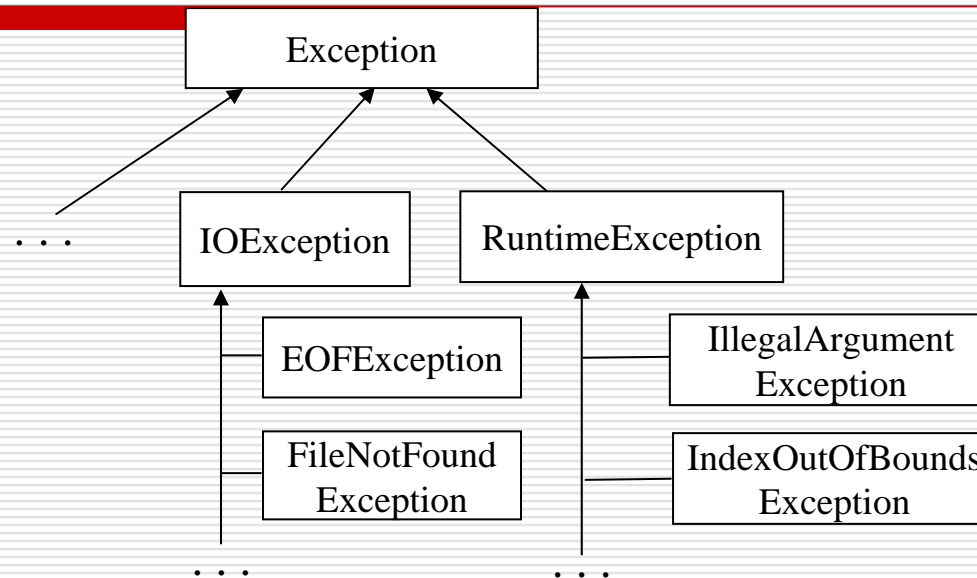 Exception
. . .
IOException
RuntimeException
EOFException
IllegalArgument
Exception
FileNotFound
Exception
IndexOutOfBounds
Exception
. . .
. . .